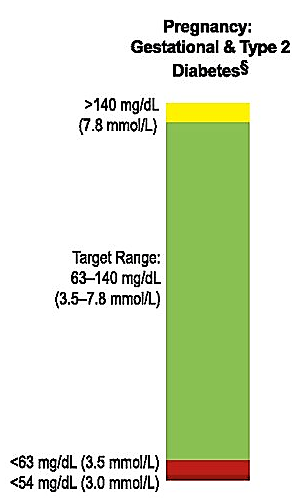 Pregnancy:
Gestational & Type 2
Diabetes§
>140 mg/dL
(7.8 mmol/L)
Target Range:
63–140 mg/dL
(3.5–7.8 mmol/L)
<63 mg/dL (3.5 mmol/L)
<54 mg/dL (3.0 mmol/L)